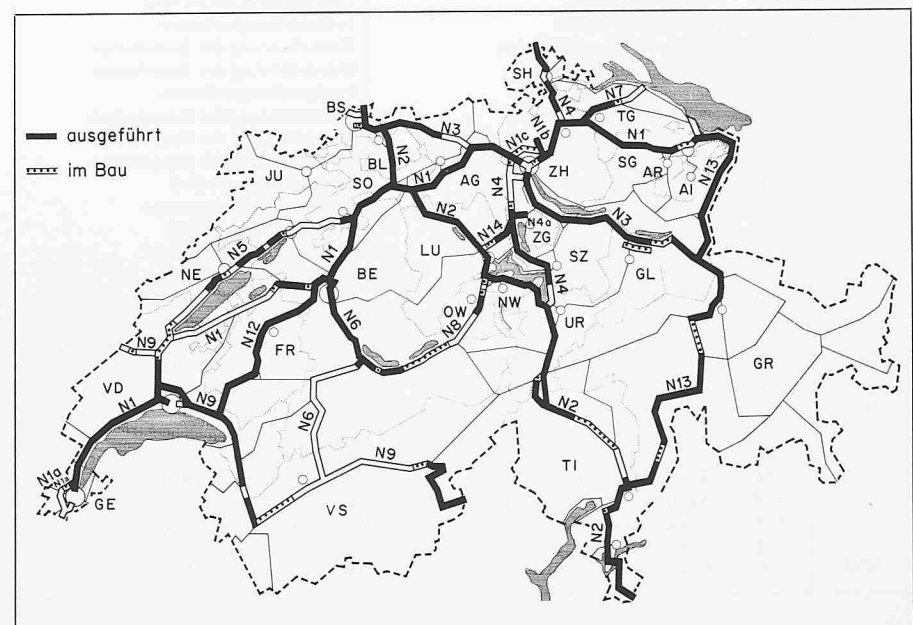 ausgeführt
im Bau
SH
N4
N7
TG
N1
N1b
N1c
ZH
SG
AR
AI
N13
BS
N3
N2
BL
JU
SO
N1
AG
N4
N3
N2
N14
N4a
ZG
SZ
GL
N5
NE
N1
BE
LU
N4
N1
N12
N6
OW
N8
NW
UR
FR
GR
N9
VD
N9
N1
N6
N9
N2
N13
TI
N1a
N1a
GE
VS
N2